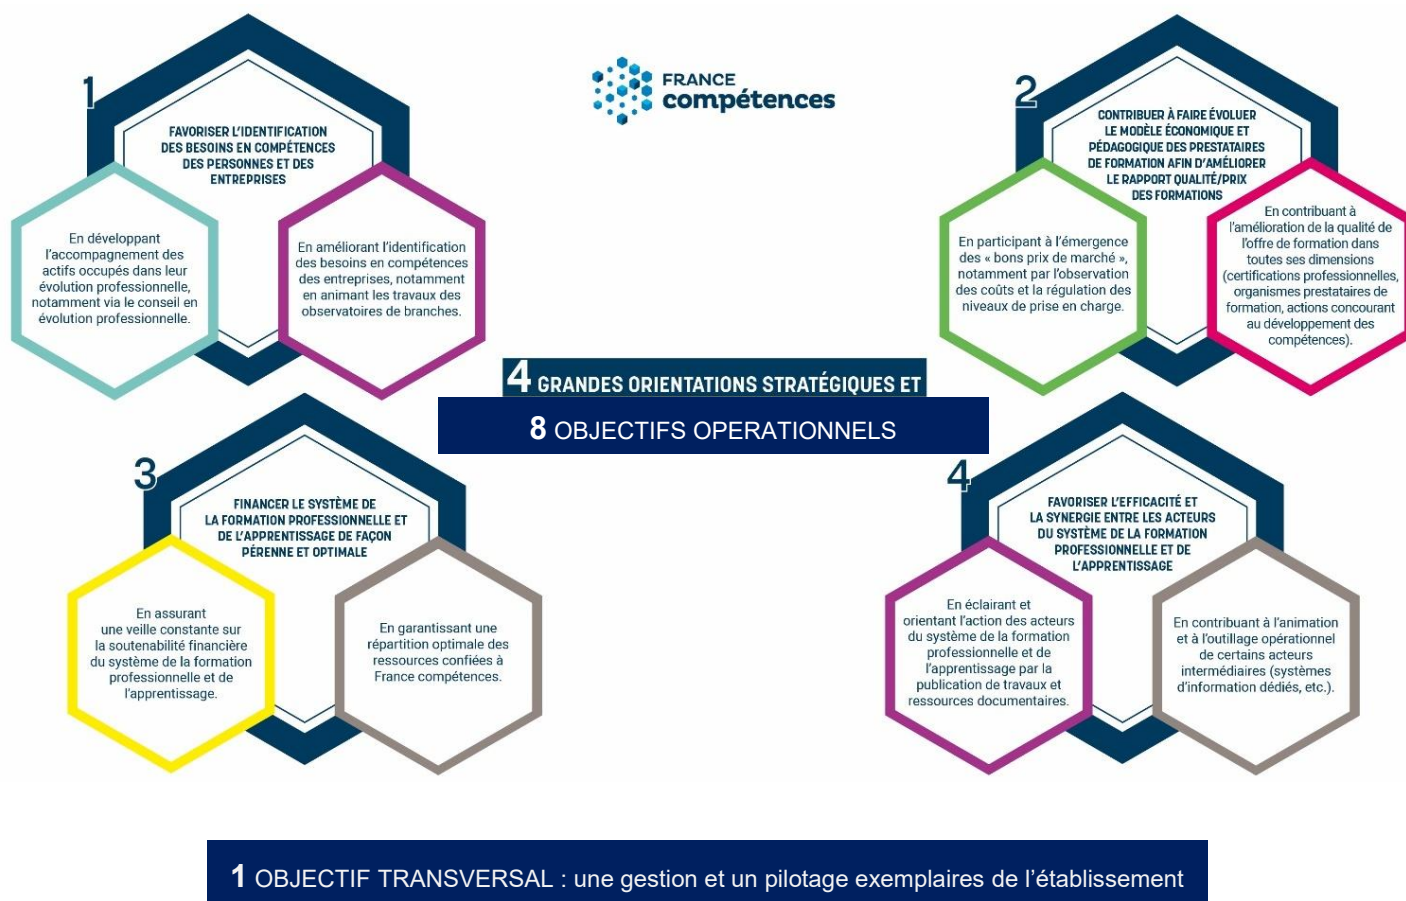 FRANCE
compétences
1
FAVORISER L'IDENTIFICATION
DES BESOINS EN COMPÉTENCES
DES PERSONNES ET DES
ENTREPRISES
En développant
l'accompagnement des
actifs occupés dans leur
évolution professionnelle,
notamment via le conseil en
évolution professionnelle.
En améliorant l'identification
des besoins en compétences
des entreprises, notamment
en animant les travaux des
observatoires de branches.
2
CONTRIBUER À FAIRE ÉVOLUER
LE MODÈLE ÉCONOMIQUE ET
PÉDAGOGIQUE DES PRESTATAIRES
DE FORMATION AFIN D'AMÉLIORER
LE RAPPORT QUALITÉ/PRIX
DES FORMATIONS
En participant à l'émergence
des « bons prix de marché »,
notamment par l'observation
des coûts et la régulation des
niveaux de prise en charge.
En contribuant à
l'amélioration de la qualité de
l'offre de formation dans
toutes ses dimensions
(certifications professionnelles,
organismes prestataires de
formation, actions concourant
au développement des
compétences).
4 GRANDES ORIENTATIONS STRATÉGIQUES ET
8 OBJECTIFS OPERATIONNELS
3
FINANCER LE SYSTÈME DE
LA FORMATION PROFESSIONNELLE ET
DE L'APPRENTISSAGE DE FAÇON
PÉRENNE ET OPTIMALE
En assurant
une veille constante sur
la soutenabilité financière
du système de la formation
professionnelle et de
l'apprentissage.
En garantissant une
répartition optimale des
ressources confiées à
France compétences.
4
FAVORISER L'EFFICACITÉ ET
LA SYNERGIE ENTRE LES ACTEURS
DU SYSTÈME DE LA FORMATION
PROFESSIONNELLE ET DE
L'APPRENTISSAGE
En éclairant et
orientant l'action des acteurs
du système de la formation
professionnelle et de
l'apprentissage par la
publication de travaux et
ressources documentaires.
En contribuant à l'animation
et à l'outillage opérationnel
de certains acteurs
intermédiaires (systèmes
d'information dédiés, etc.).
1 OBJECTIF TRANSVERSAL : une gestion et un pilotage exemplaires de l'établissement